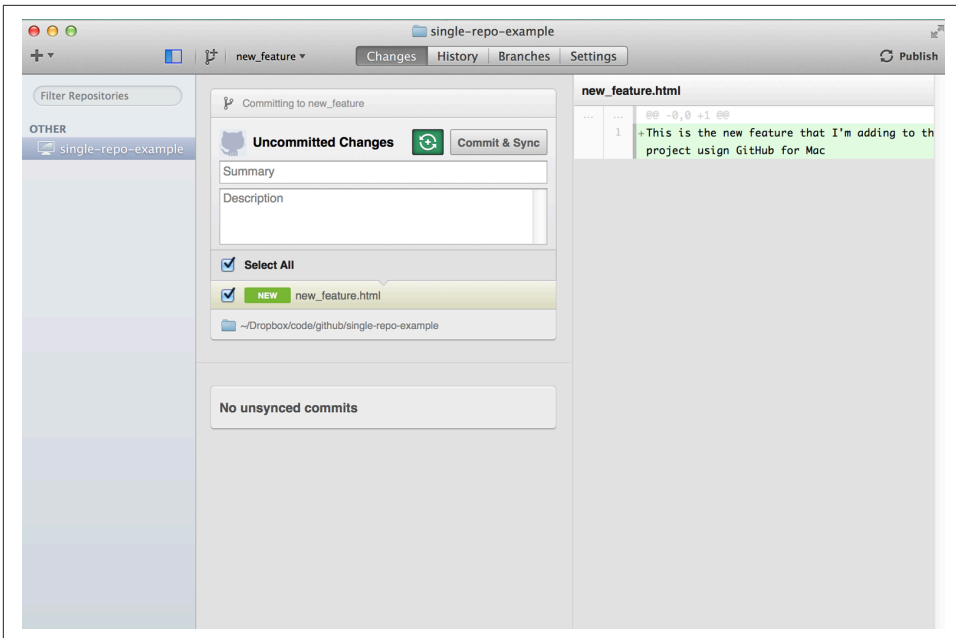 single-repo-example
new_feature
Changes
History
Branches
Settings
Publish
Filter Repositories
OTHER
single-repo-example
Committing to new_feature
Uncommitted Changes
Commit & Sync
Summary
Description
Select All
NEW new_feature.html
~/Dropbox/code/github/single-repo-example
No unsynced commits
new_feature.html
... ... @@ -0,0 +1 @@
1 +This is the new feature that I'm adding to th
project usign GitHub for Mac